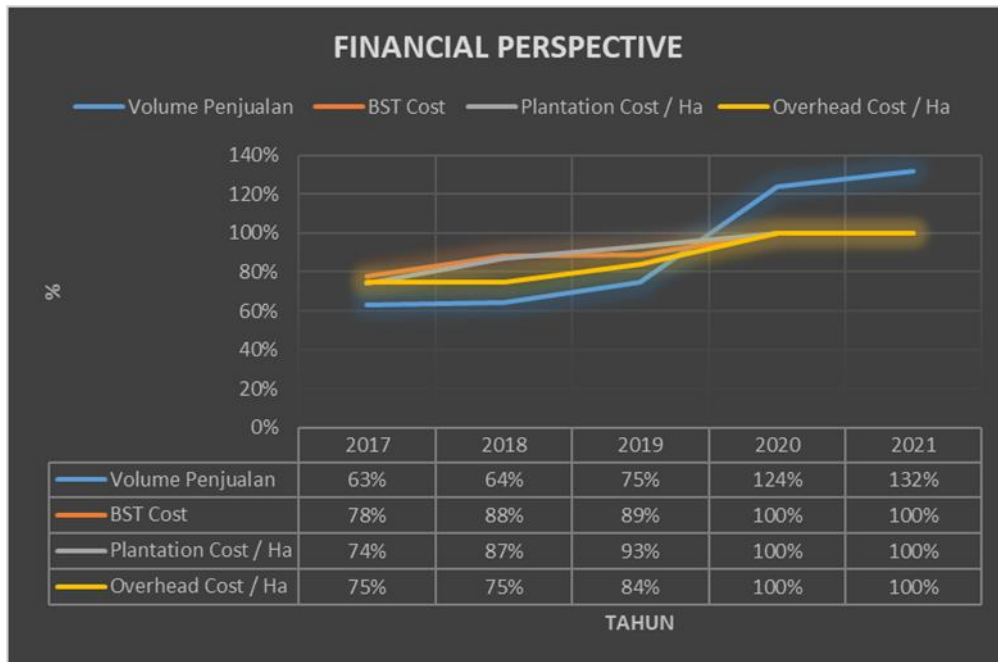 FINANCIAL PERSPECTIVE
Volume Penjualan BST Cost Plantation Cost / Ha Overhead Cost / Ha
140%
120%
100%
80%
60%
40%
20%
0%
%
2017 2018 2019 2020 2021
Volume Penjualan 63% 64% 75% 124% 132%
BST Cost 78% 88% 89% 100% 100%
Plantation Cost / Ha 74% 87% 93% 100% 100%
Overhead Cost / Ha 75% 75% 84% 100% 100%
TAHUN